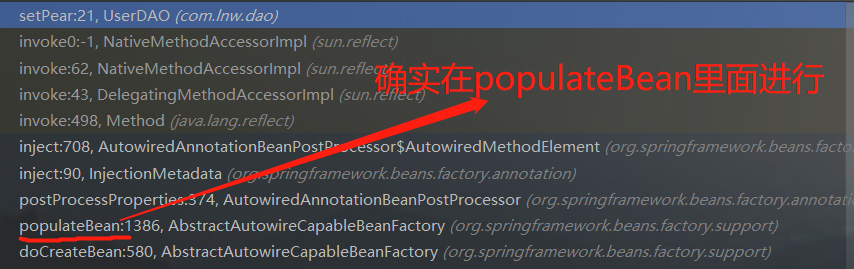 setPear:21, UserDAO (com.lnw.dao)
invoke0:-1, NativeMethodAccessorImpl (sun.reflect)
invoke:62, NativeMethodAccessorImpl (sun.reflect)
invoke:43, DelegatingMethodAccessorImpl (sun.reflect)
确实在populateBean里面进行
invoke:498, Method (java.lang.reflect)
inject:708, AutowiredAnnotationBeanPostProcessor$AutowiredMethodElement (org.springframework.beans.factory
inject:90, InjectionMetadata (org.springframework.beans.factory.annotation)
postProcessProperties:374, AutowiredAnnotationBeanPostProcessor (org.springframework.beans.factory.annotation
populateBean:1386, AbstractAutowireCapableBeanFactory (org.springframework.beans.factory.support)
doCreateBean:580, AbstractAutowireCapableBeanFactory (org.springframework.beans.factory.support)